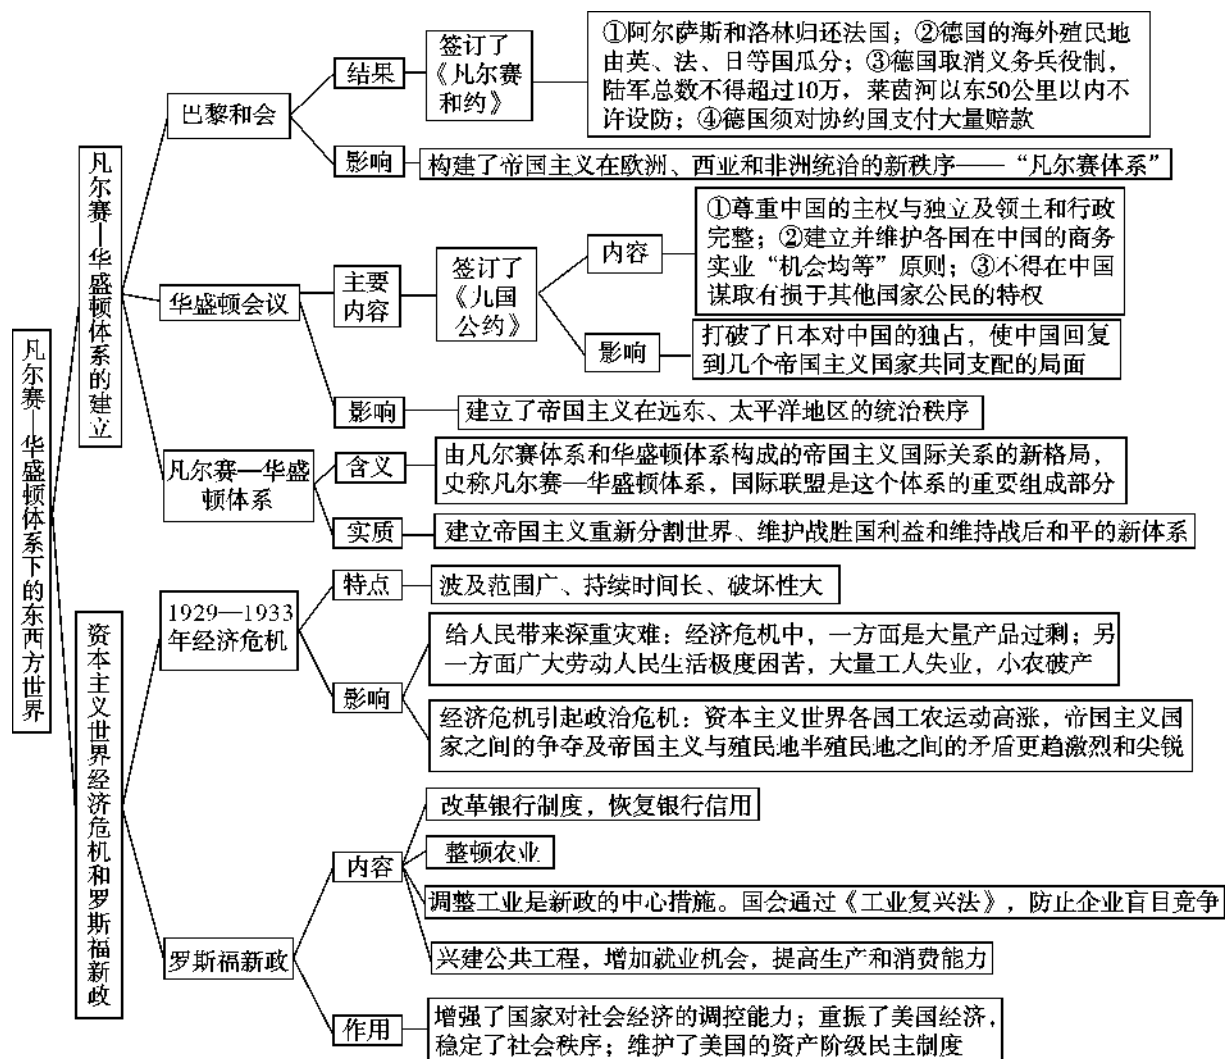 凡尔赛—华盛顿体系下的东西方世界
凡尔赛—华盛顿体系的建立
巴黎和会
结果
签订了
《凡尔赛
和约》
①阿尔萨斯和洛林归还法国；②德国的海外殖民地
由英、法、日等国瓜分；③德国取消义务兵役制，
陆军总数不得超过10万，莱茵河以东50公里以内不
许设防；④德国须对协约国支付大量赔款
影响
构建了帝国主义在欧洲、西亚和非洲统治的新秩序——“凡尔赛体系”
华盛顿会议
主要
内容
签订了
《九国
公约》
内容
①尊重中国的主权与独立及领土和行政
完整；②建立并维护各国在中国的商务
实业“机会均等”原则；③不得在中国
谋取有损于其他国家公民的特权
影响
打破了日本对中国的独占，使中国回复
到几个帝国主义国家共同支配的局面
影响
建立了帝国主义在远东、太平洋地区的统治秩序
凡尔赛—华盛
顿体系
含义
由凡尔赛体系和华盛顿体系构成的帝国主义国际关系的新格局，
史称凡尔赛—华盛顿体系，国际联盟是这个体系的重要组成部分
实质
建立帝国主义重新分割世界、维护战胜国利益和维持战后和平的新体系
资本主义世界经济危机和罗斯福新政
1929—1933
年经济危机
特点
波及范围广、持续时间长、破坏性大
影响
给人民带来深重灾难：经济危机中，一方面是大量产品过剩；另
一方面广大劳动人民生活极度困苦，大量工人失业，小农破产
经济危机引起政治危机：资本主义世界各国工农运动高涨，帝国主义国
家之间的争夺及帝国主义与殖民地半殖民地之间的矛盾更趋激烈和尖锐
罗斯福新政
内容
改革银行制度，恢复银行信用
整顿农业
调整工业是新政的中心措施。国会通过《工业复兴法》，防止企业盲目竞争
兴建公共工程，增加就业机会，提高生产和消费能力
作用
增强了国家对社会经济的调控能力；重振了美国经济，
稳定了社会秩序；维护了美国的资产阶级民主制度